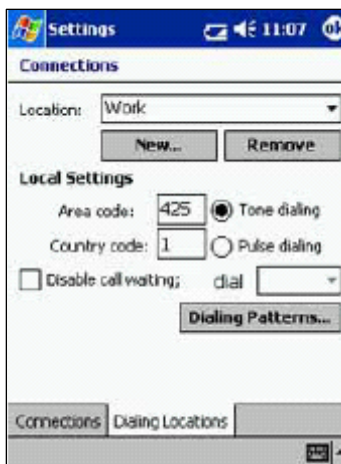 Settings 11:07 ok
Connections
Location: Work
New... Remove
Local Settings
Area code: 425 Tone dialing
Country code: 1 Pulse dialing
Disable call waiting; dial
Dialing Patterns...
Connections Dialing Locations